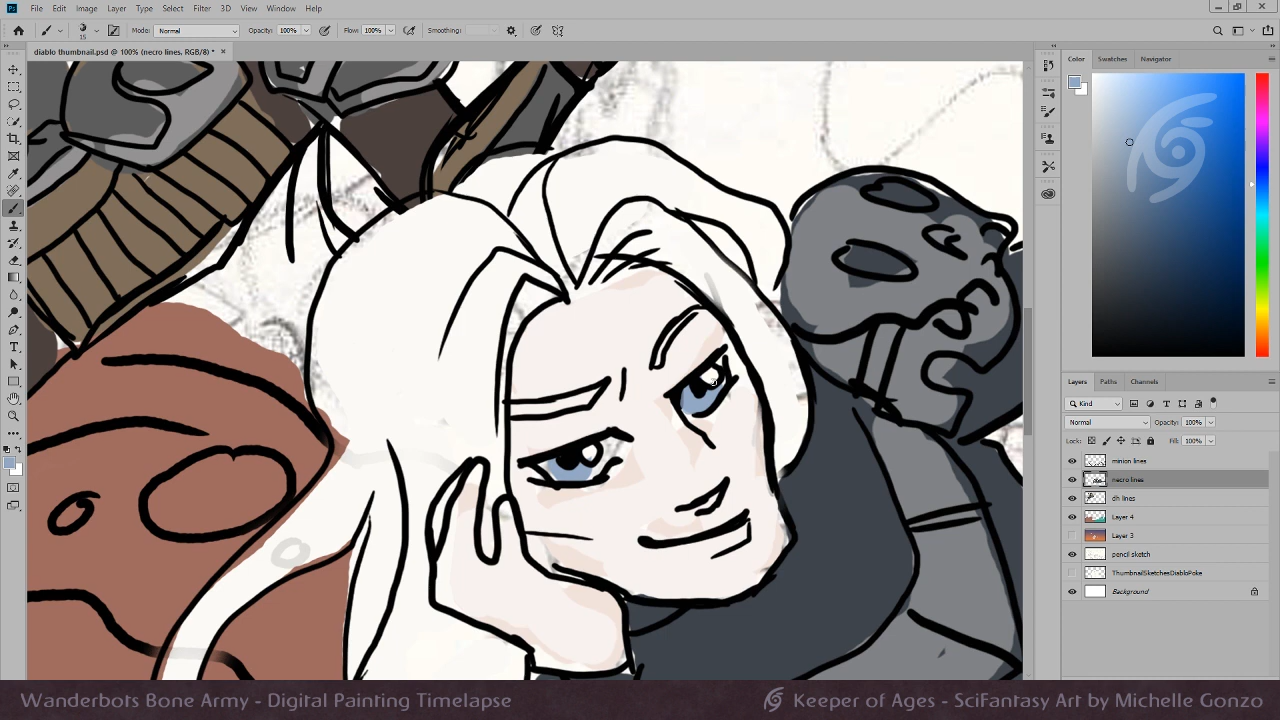 Ps File Edit Image Layer Type Select Filter 3D View Window Help
15 Mode: Normal Opacity: 100% Flow: 100% Smoothing:
diablo thumbnail.psd @ 100% (necro lines, RGB/8) *
Color Swatches Navigator
Layers Paths Channels
Kind
Normal Opacity: 100%
Lock: Fill: 100%
minion lines
necro lines
dh lines
Layer 4
Layer 3
pencil sketch
ThumbnailSketchesDiabloPoke
Background
Wanderbots Bone Army - Digital Painting Timelapse Keeper of Ages - SciFantasy Art by Michelle Gonzo